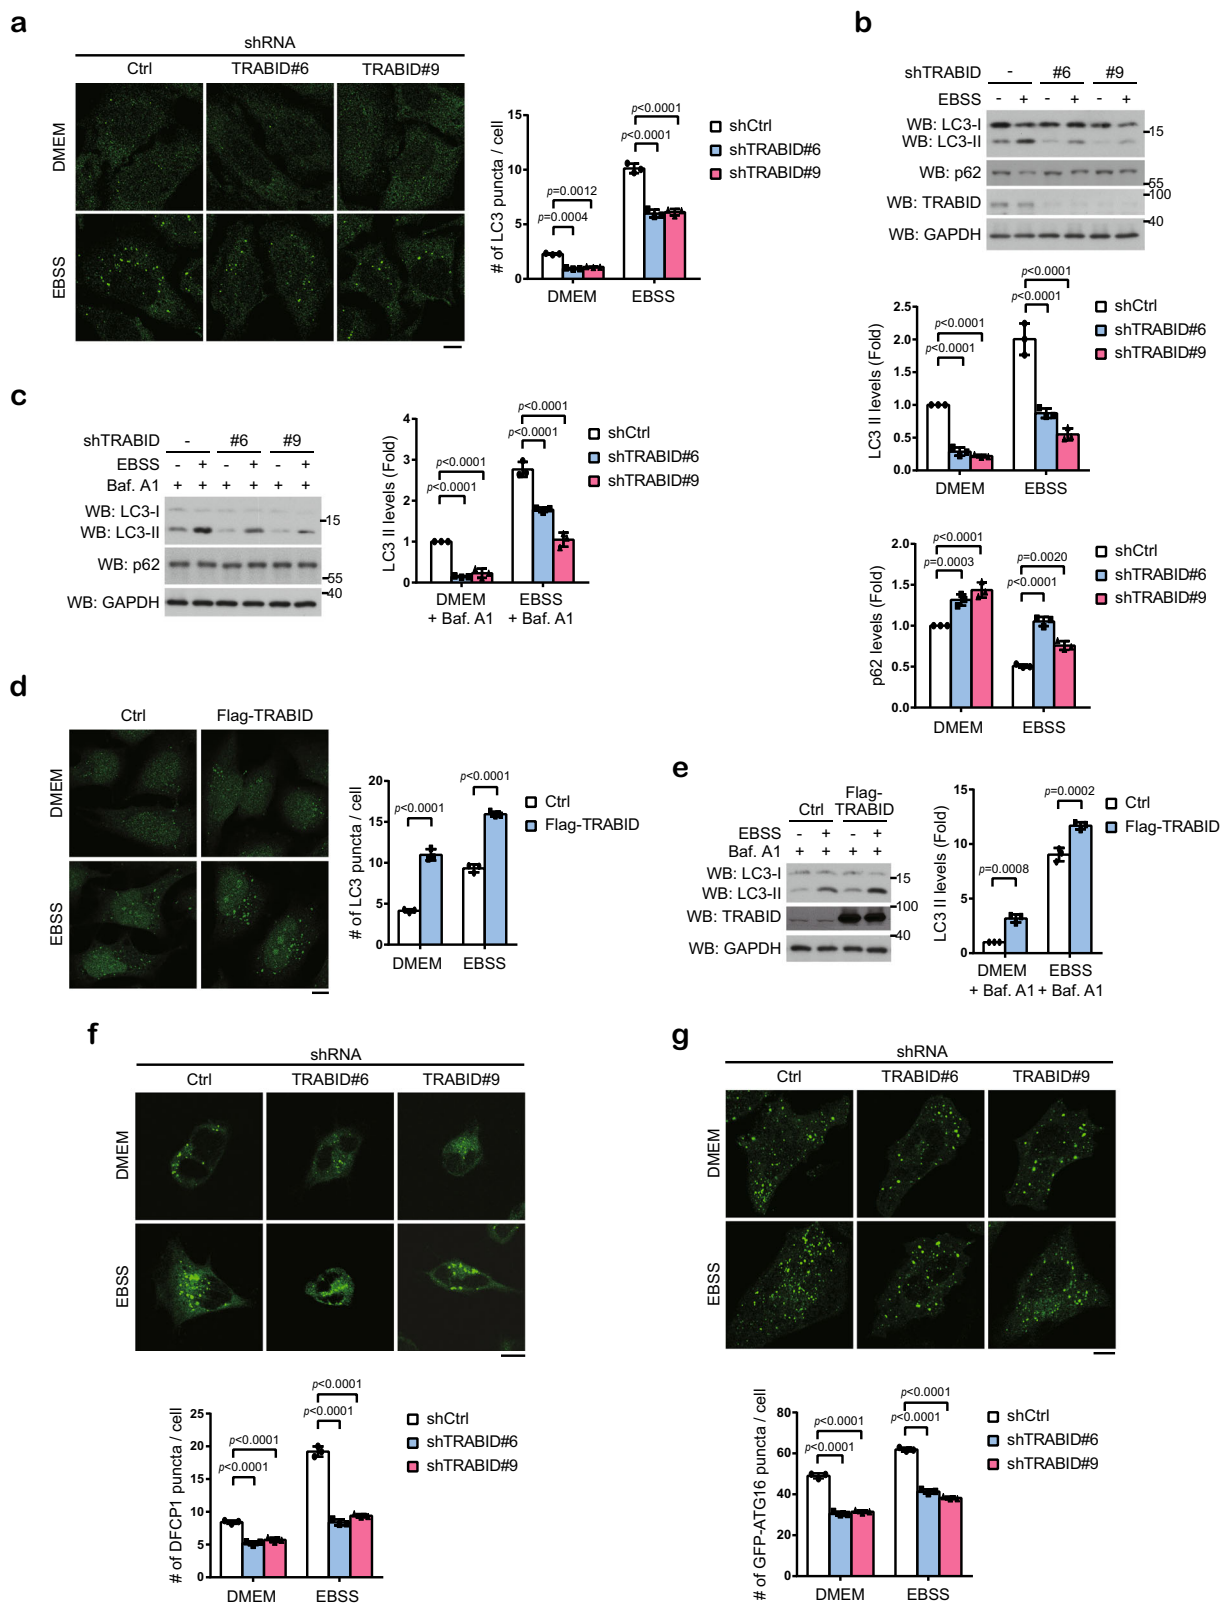 a
shRNA
Ctrl TRABID#6 TRABID#9
DMEM
EBSS
# of LC3 puncta / cell
15
10
5
0
p<0.0001
p<0.0001
p=0.0012
p=0.0004
DMEM EBSS
shCtrl
shTRABID#6
shTRABID#9
b
shTRABID - #6 #9
EBSS - + - + - +
WB: LC3-I
15
WB: LC3-II
WB: p62
55
100
WB: TRABID
40
WB: GAPDH
LC3 II levels (Fold)
2.5
2.0
1.5
1.0
0.5
0.0
p<0.0001
p<0.0001
p<0.0001
p<0.0001
DMEM EBSS
shCtrl
shTRABID#6
shTRABID#9
p62 levels (Fold)
2.0
1.5
1.0
0.5
0.0
p<0.0001
p=0.0003
p=0.0020
p<0.0001
DMEM EBSS
shCtrl
shTRABID#6
shTRABID#9
c
shTRABID - #6 #9
EBSS - + - + - +
Baf. A1 + + + + + +
WB: LC3-I
15
WB: LC3-II
WB: p62
55
40
WB: GAPDH
LC3 II levels (Fold)
4
3
2
1
0
p<0.0001
p<0.0001
p<0.0001
p<0.0001
DMEM EBSS
+ Baf. A1 + Baf. A1
shCtrl
shTRABID#6
shTRABID#9
d
Ctrl Flag-TRABID
DMEM
EBSS
# of LC3 puncta / cell
20
15
10
5
0
p<0.0001
p<0.0001
DMEM EBSS
Ctrl
Flag-TRABID
e
Flag-
Ctrl TRABID
EBSS - + - +
Baf. A1 + + + +
WB: LC3-I
15
WB: LC3-II
100
WB: TRABID
40
WB: GAPDH
LC3 II levels (Fold)
15
10
5
0
p=0.0002
p=0.0008
DMEM EBSS
+ Baf. A1 + Baf. A1
Ctrl
Flag-TRABID
f
shRNA
Ctrl TRABID#6 TRABID#9
DMEM
EBSS
# of DFCP1 puncta / cell
25
20
15
10
5
0
p<0.0001
p<0.0001
p<0.0001
p<0.0001
DMEM EBSS
shCtrl
shTRABID#6
shTRABID#9
g
shRNA
Ctrl TRABID#6 TRABID#9
DMEM
EBSS
# of GFP-ATG16 puncta / cell
80
60
40
20
0
p<0.0001
p<0.0001
p<0.0001
p<0.0001
DMEM EBSS
shCtrl
shTRABID#6
shTRABID#9